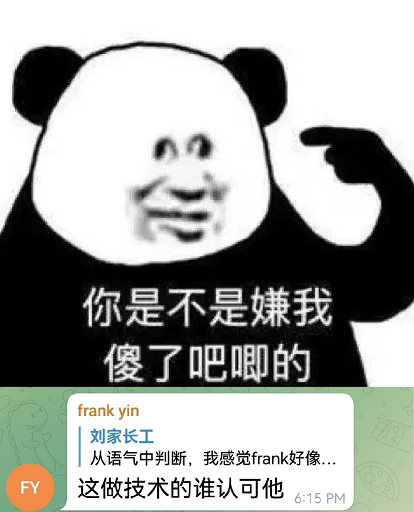 你是不是嫌我
傻了吧唧的
frank yin
刘家长工
从语气中判断，我感觉frank好像...
FY
这做技术的谁认可他
6:15 PM